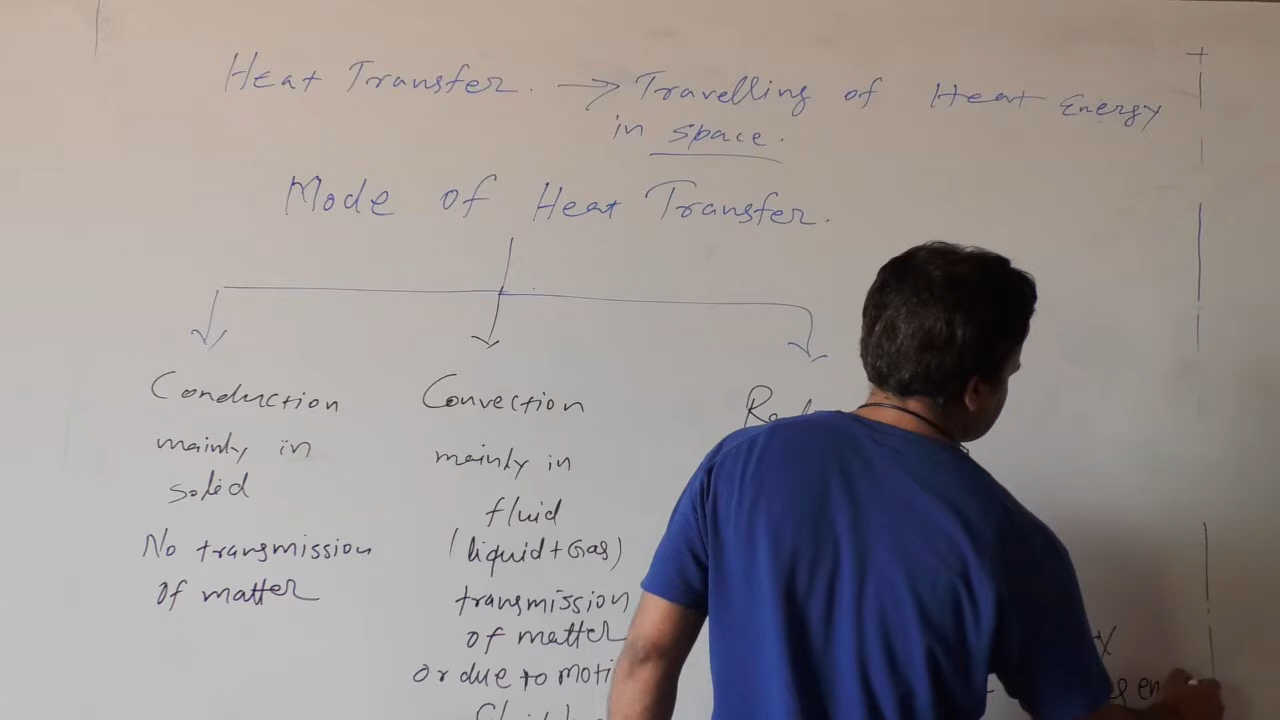 Heat Transfer. → Travelling of Heat Energy
in space.
Mode of Heat Transfer.
Conduction
mainly in
solid
No transmission
of matter
Convection
mainly in
fluid
(liquid + Gas)
transmission
of matter
or due to moti